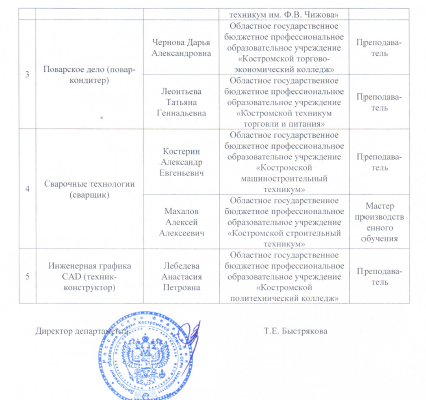 техникум им. Ф.В. Чижова»
3
Поварское дело (повар-
кондитер)
Чернова Дарья
Александровна
Областное государственное
бюджетное профессиональное
образовательное учреждение
«Костромской торгово-
экономический колледж»
Преподава-
тель
Леонтьева
Татьяна
Геннадьевна
Областное государственное
бюджетное профессиональное
образовательное учреждение
«Костромской техникум
торговли и питания»
Преподава-
тель
4
Сварочные технологии
(сварщик)
Костерин
Александр
Евгеньевич
Областное государственное
бюджетное профессиональное
образовательное учреждение
«Костромской
машиностроительный
техникум»
Преподава-
тель
Махалов
Алексей
Алексеевич
Областное государственное
бюджетное профессиональное
образовательное учреждение
«Костромской строительный
техникум»
Мастер
производств
енного
обучения
5
Инженерная графика
CAD (техник-
конструктор)
Лебедева
Анастасия
Петровна
Областное государственное
бюджетное профессиональное
образовательное учреждение
«Костромской
политехнический колледж»
Преподава-
тель
Директор департамента
Т.Е. Быстрякова